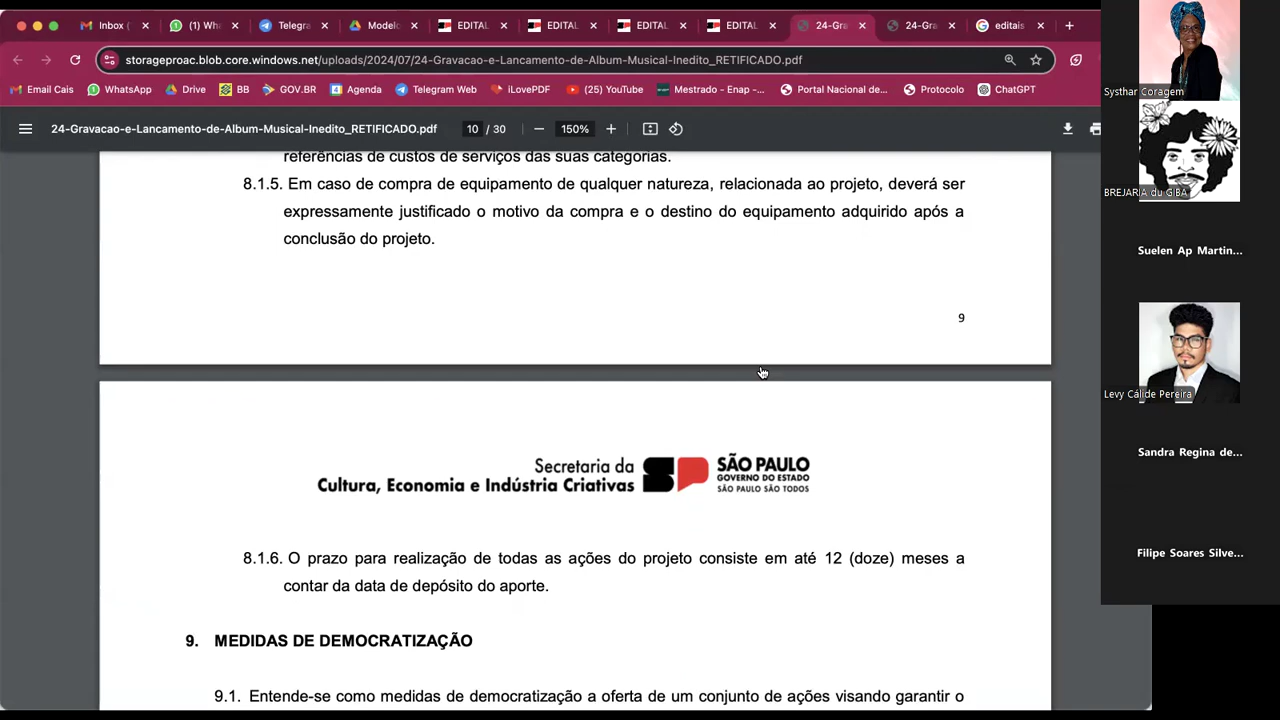 Inbox (
(1) Wha
Telegra
Modelo
EDITAL
EDITAL
EDITAL
EDITAL
24-Gra
24-Gra
editais
storageproac.blob.core.windows.net/uploads/2024/07/24-Gravacao-e-Lancamento-de-Album-Musical-Inedito_RETIFICADO.pdf
Email Cais
WhatsApp
Drive
BB
GOV.BR
Agenda
Telegram Web
iLovePDF
(25) YouTube
Mestrado - Enap -...
Portal Nacional de...
Protocolo
ChatGPT
24-Gravacao-e-Lancamento-de-Album-Musical-Inedito_RETIFICADO.pdf
10 / 30
150%
referências de custos de serviços das suas categorias.
8.1.5. Em caso de compra de equipamento de qualquer natureza, relacionada ao projeto, deverá ser
expressamente justificado o motivo da compra e o destino do equipamento adquirido após a
conclusão do projeto.
9
Secretaria da
Cultura, Economia e Indústria Criativas
SP
SÃO PAULO
GOVERNO DO ESTADO
SÃO PAULO SÃO TODOS
8.1.6. O prazo para realização de todas as ações do projeto consiste em até 12 (doze) meses a
contar da data de depósito do aporte.
9. MEDIDAS DE DEMOCRATIZAÇÃO
9.1. Entende-se como medidas de democratização a oferta de um conjunto de ações visando garantir o
Systhar Coragem
BREJARIA du GIBA
Suelen Ap Martin...
Levy Cálide Pereira
Sandra Regina de...
Filipe Soares Silve...